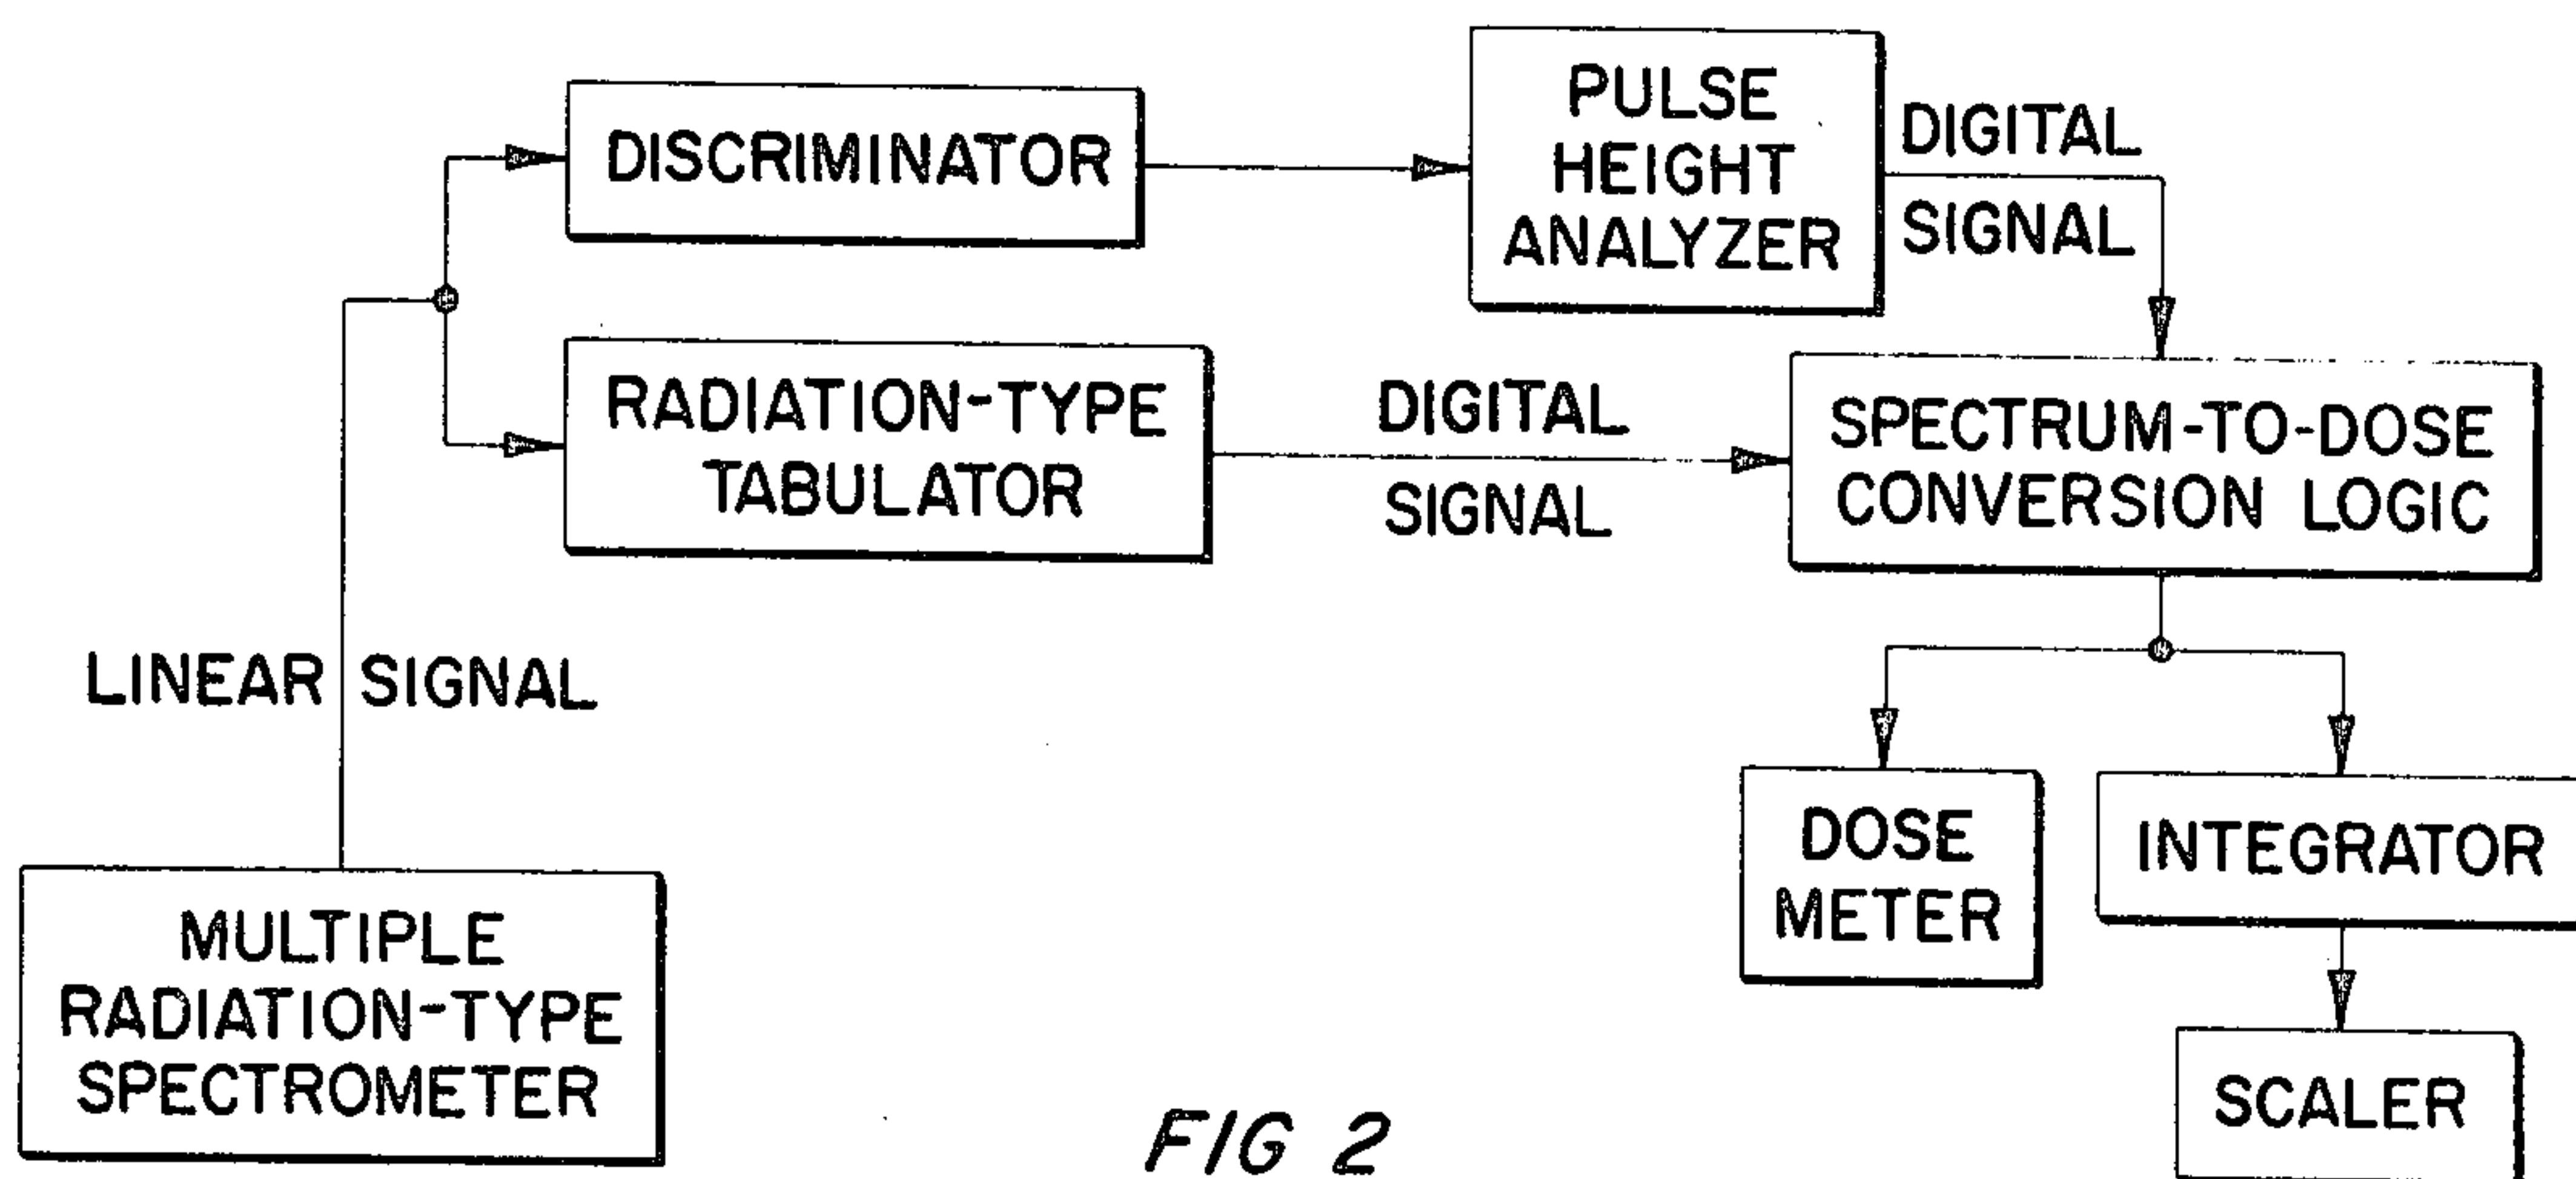 DISCRIMINATOR
PULSE
HEIGHT
ANALYZER
DIGITAL
SIGNAL
RADIATION-TYPE
TABULATOR
DIGITAL
SIGNAL
SPECTRUM-TO-DOSE
CONVERSION LOGIC
LINEAR SIGNAL
MULTIPLE
RADIATION-TYPE
SPECTROMETER
DOSE
METER
INTEGRATOR
SCALER
FIG 2